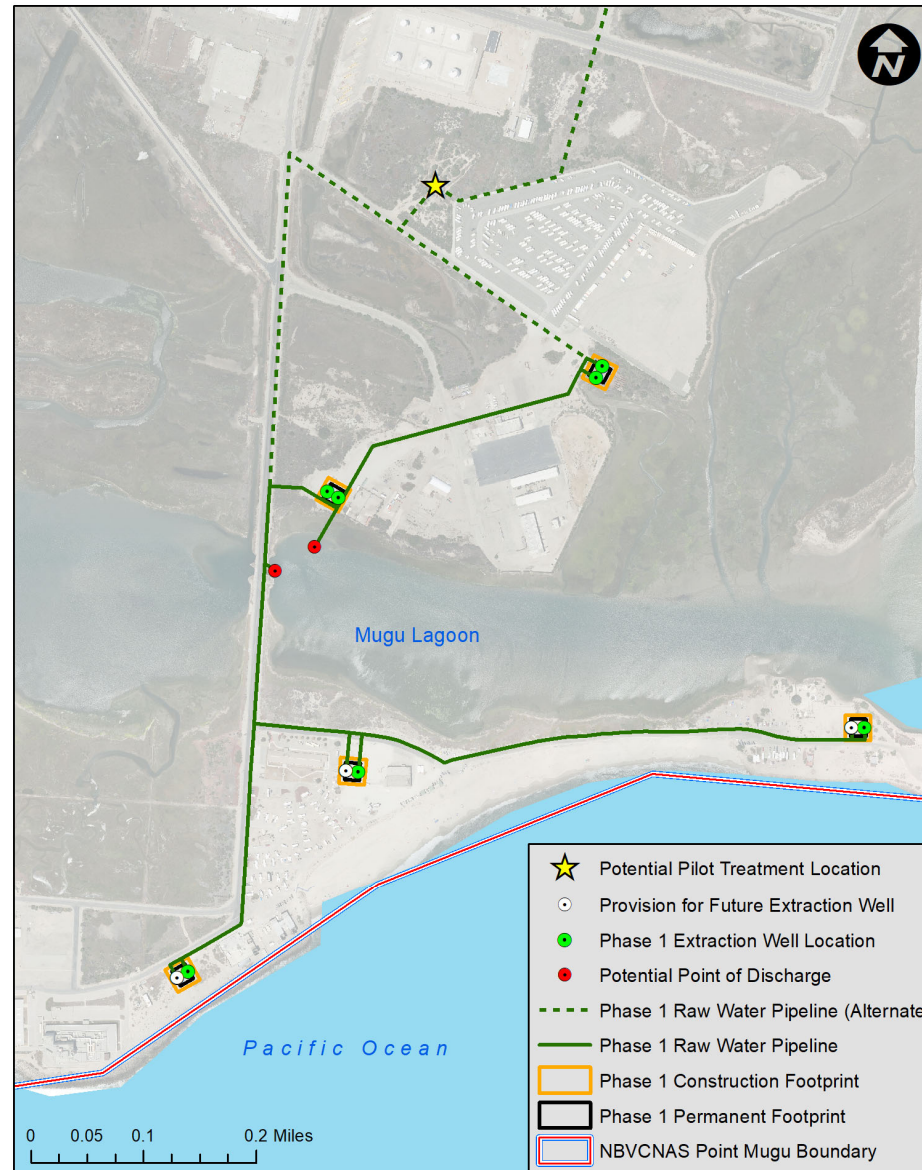 N
Mugu Lagoon
Pacific Ocean
0 0.05 0.1 0.2 Miles
Potential Pilot Treatment Location
Provision for Future Extraction Well
Phase 1 Extraction Well Location
Potential Point of Discharge
Phase 1 Raw Water Pipeline (Alternate
Phase 1 Raw Water Pipeline
Phase 1 Construction Footprint
Phase 1 Permanent Footprint
NBVCNAS Point Mugu Boundary